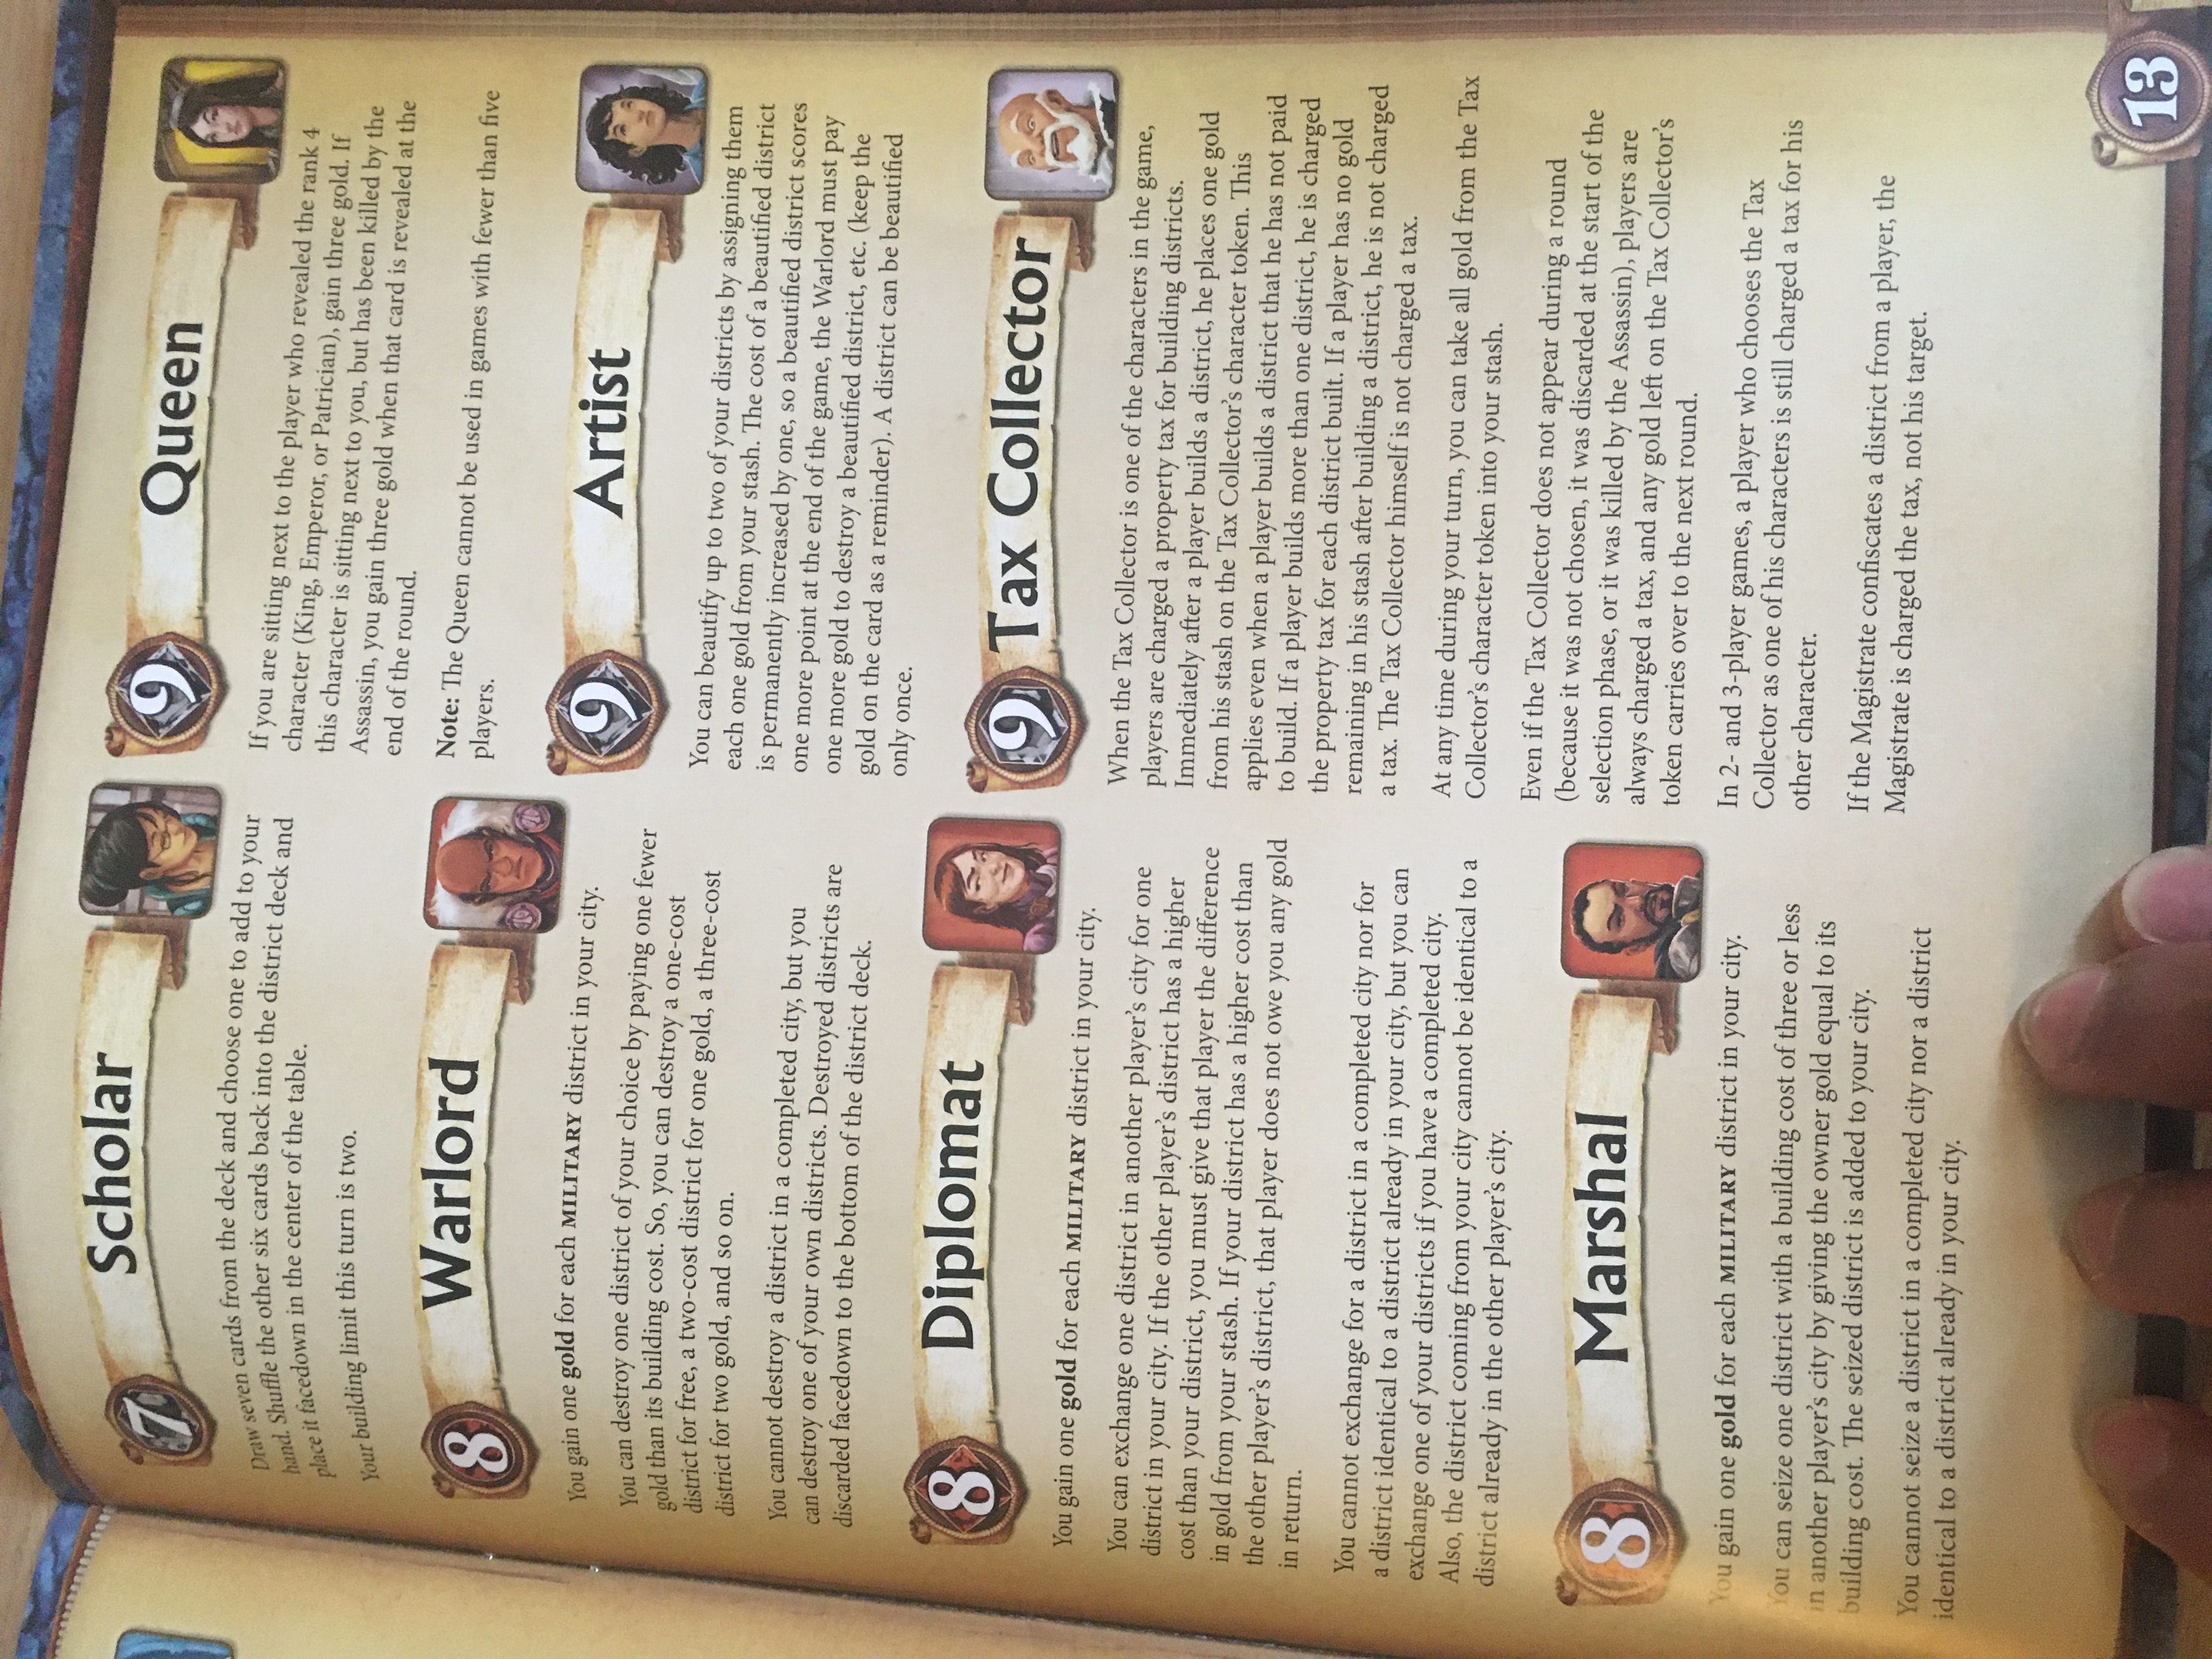 7
Scholar
Draw seven cards from the deck and choose one to add to your
hand. Shuffle the other six cards back into the district deck and
place it facedown in the center of the table.
Your building limit this turn is two.
8
Warlord
You gain one gold for each MILITARY district in your city.
You can destroy one district of your choice by paying one fewer
gold than its building cost. So, you can destroy a one-cost
district for free, a two-cost district for one gold, a three-cost
district for two gold, and so on.
You cannot destroy a district in a completed city, but you
can destroy one of your own districts. Destroyed districts are
discarded facedown to the bottom of the district deck.
8
Diplomat
You gain one gold for each MILITARY district in your city.
You can exchange one district in another player's city for one
district in your city. If the other player's district has a higher
cost than your district, you must give that player the difference
in gold from your stash. If your district has a higher cost than
the other player's district, that player does not owe you any gold
in return.
You cannot exchange for a district in a completed city nor for
a district identical to a district already in your city, but you can
exchange one of your districts if you have a completed city.
Also, the district coming from your city cannot be identical to a
district already in the other player's city.
8
Marshal
You gain one gold for each MILITARY district in your city.
You can seize one district with a building cost of three or less
in another player's city by giving the owner gold equal to its
building cost. The seized district is added to your city.
You cannot seize a district in a completed city nor a district
identical to a district already in your city.
9
Queen
If you are sitting next to the player who revealed the rank 4
character (King, Emperor, or Patrician), gain three gold. If
this character is sitting next to you, but has been killed by the
Assassin, you gain three gold when that card is revealed at the
end of the round.
Note: The Queen cannot be used in games with fewer than five
players.
9
Artist
You can beautify up to two of your districts by assigning them
each one gold from your stash. The cost of a beautified district
is permanently increased by one, so a beautified district scores
one more point at the end of the game, the Warlord must pay
one more gold to destroy a beautified district, etc. (keep the
gold on the card as a reminder). A district can be beautified
only once.
9
Tax Collector
When the Tax Collector is one of the characters in the game,
players are charged a property tax for building districts.
Immediately after a player builds a district, he places one gold
from his stash on the Tax Collector's character token. This
applies even when a player builds a district that he has not paid
to build. If a player builds more than one district, he is charged
the property tax for each district built. If a player has no gold
remaining in his stash after building a district, he is not charged
a tax. The Tax Collector himself is not charged a tax.
At any time during your turn, you can take all gold from the Tax
Collector's character token into your stash.
Even if the Tax Collector does not appear during a round
(because it was not chosen, it was discarded at the start of the
selection phase, or it was killed by the Assassin), players are
always charged a tax, and any gold left on the Tax Collector's
token carries over to the next round.
In 2- and 3-player games, a player who chooses the Tax
Collector as one of his characters is still charged a tax for his
other character.
If the Magistrate confiscates a district from a player, the
Magistrate is charged the tax, not his target.
13